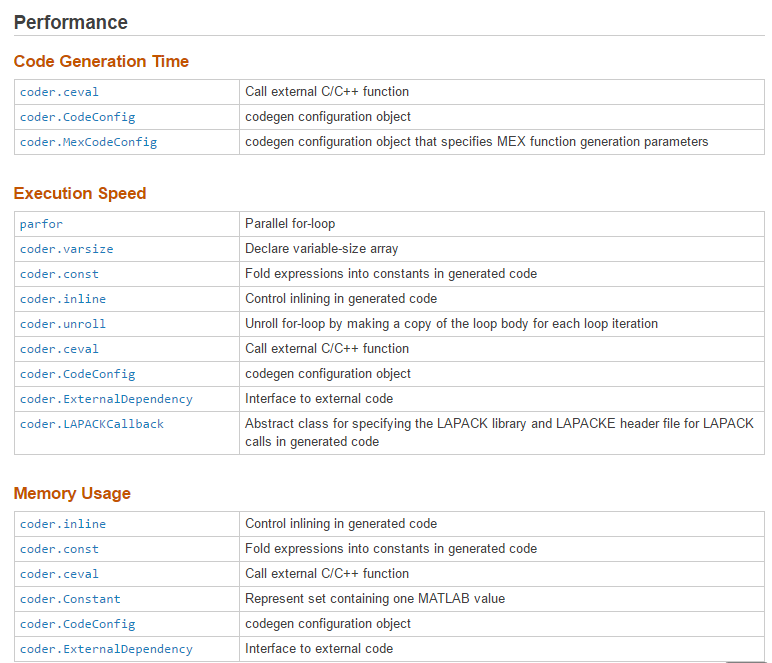 Performance
Code Generation Time
coder.ceval Call external C/C++ function
coder.CodeConfig codegen configuration object
coder.MexCodeConfig codegen configuration object that specifies MEX function generation parameters
Execution Speed
parfor Parallel for-loop
coder.varsize Declare variable-size array
coder.const Fold expressions into constants in generated code
coder.inline Control inlining in generated code
coder.unroll Unroll for-loop by making a copy of the loop body for each loop iteration
coder.ceval Call external C/C++ function
coder.CodeConfig codegen configuration object
coder.ExternalDependency Interface to external code
coder.LAPACKCallback Abstract class for specifying the LAPACK library and LAPACKE header file for LAPACK
calls in generated code
Memory Usage
coder.inline Control inlining in generated code
coder.const Fold expressions into constants in generated code
coder.ceval Call external C/C++ function
coder.Constant Represent set containing one MATLAB value
coder.CodeConfig codegen configuration object
coder.ExternalDependency Interface to external code